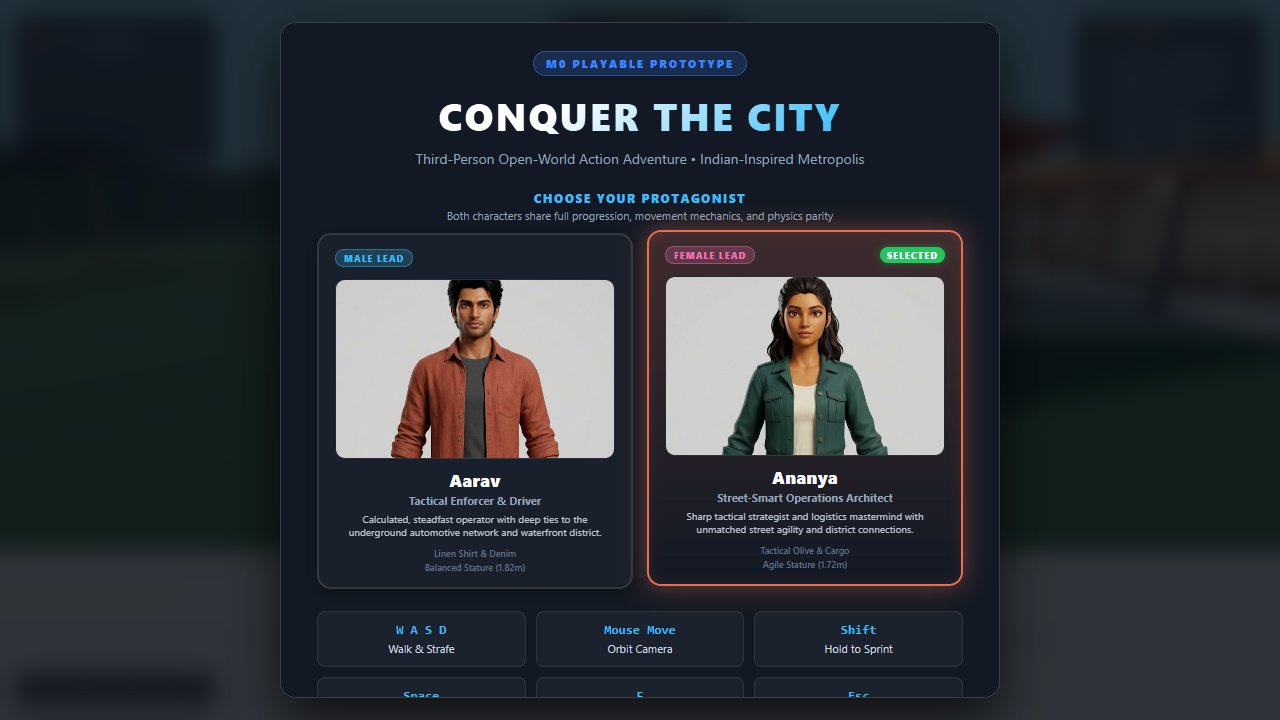 M0 PLAYABLE PROTOTYPE
CONQUER THE CITY
Third-Person Open-World Action Adventure • Indian-Inspired Metropolis
CHOOSE YOUR PROTAGONIST
Both characters share full progression, movement mechanics, and physics parity
MALE LEAD
Aarav
Tactical Enforcer & Driver
Calculated, steadfast operator with deep ties to the
underground automotive network and waterfront district.
Linen Shirt & Denim
Balanced Stature (1.82m)
FEMALE LEAD
SELECTED
Ananya
Street-Smart Operations Architect
Sharp tactical strategist and logistics mastermind with
unmatched street agility and district connections.
Tactical Olive & Cargo
Agile Stature (1.72m)
W A S D
Walk & Strafe
Mouse Move
Orbit Camera
Shift
Hold to Sprint
Space
Esc